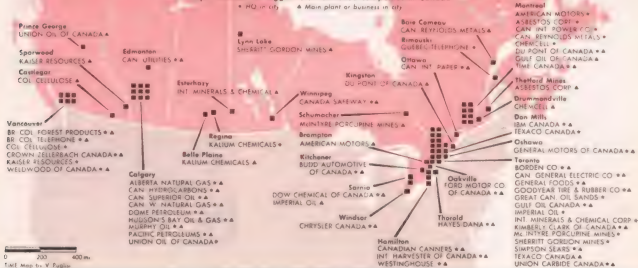 • HQ in city ▲ Main plant or business in city
Prince George
UNION OIL OF CANADA▲
Sparwood
KAISER RESOURCES▲
Castlegar
COL CELLULOSE▲
Edmonton
CAN UTILITIES•▲
Lynn Lake
SHERRITT GORDON MINES▲
Esterhazy
INT MINERALS & CHEMICAL▲
Winnipeg
CANADA SAFEWAY•▲
Regina
KALIUM CHEMICALS•
Belle Plaine
KALIUM CHEMICALS▲
Vancouver
BR COL FOREST PRODUCTS•▲
BR COL TELEPHONE•▲
COL CELLULOSE•
CROWN ZELLERBACH CANADA•▲
KAISER RESOURCES•
WELDWOOD OF CANADA•▲
Calgary
ALBERTA NATURAL GAS•▲
CAN HYDROCARBONS•
CAN SUPERIOR OIL•▲
CAN W NATURAL GAS•▲
DOME PETROLEUM•▲
HUDSON'S BAY OIL & GAS•▲
MURPHY OIL•▲
PACIFIC PETROLEUMS•▲
UNION OIL OF CANADA•
Baie Comeau
CAN REYNOLDS METALS▲
Rimouski
QUEBEC TELEPHONE•▲
Ottawa
CAN INT PAPER▲
Kingston
DU PONT OF CANADA▲
Schumacher
McINTYRE PORCUPINE MINES▲
Brampton
AMERICAN MOTORS▲
Kitchener
BUDD AUTOMOTIVE
OF CANADA•▲
Sarnia
DOW CHEMICAL OF CANADA•▲
IMPERIAL OIL▲
Windsor
CHRYSLER CANADA•▲
Hamilton
CANADIAN CANNERS•▲
INT HARVESTER OF CANADA•▲
WESTINGHOUSE•▲
Thorold
HAYES DANA•▲
Oakville
FORD MOTOR CO
OF CANADA•▲
Montreal
AMERICAN MOTORS•
ASBESTOS CORP•
CAN INT POWER CO•
CAN REYNOLDS METALS•
CHEMCELL•
DU PONT OF CANADA•
GULF OIL OF CANADA▲
TIME CANADA•▲
Thetford Mines
ASBESTOS CORP▲
Drummondville
CHEMCELL▲
Don Mills
IBM CANADA•▲
TEXACO CANADA•
Oshawa
GENERAL MOTORS OF CANADA•▲
Toronto
BORDEN CO•▲
CAN GENERAL ELECTRIC CO•▲
GENERAL FOODS•▲
GOODYEAR TIRE & RUBBER CO•▲
GREAT CAN OIL SANDS•
GULF OIL CANADA•▲
IMPERIAL OIL•
INT MINERALS & CHEMICAL CORP•
KIMBERLY CLARK OF CANADA•▲
Mc INTYRE PORCUPINE MINES•
SHERRITT GORDON MINES•
SIMPSON SEARS•▲
TEXACO CANADA▲
UNION CARBIDE CANADA•▲
0 400 Mi.
TIME Map by V. Puglisi